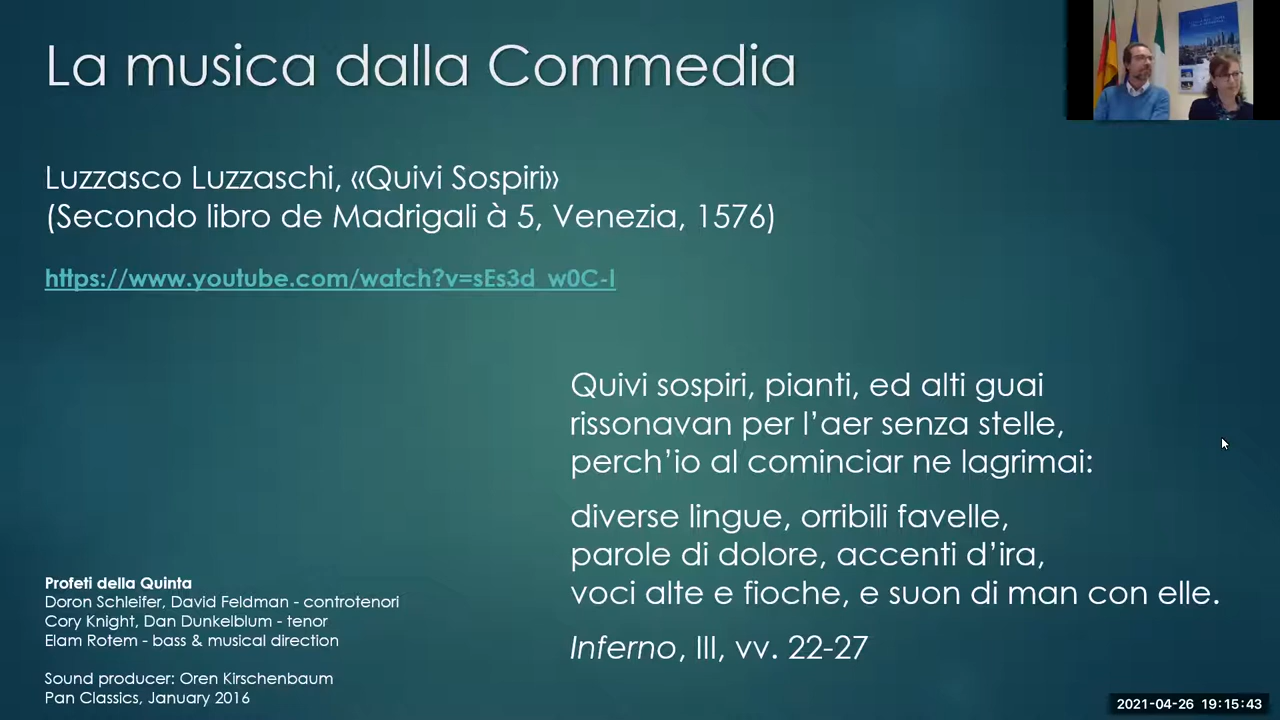 La musica dalla Commedia
Luzzasco Luzzaschi, «Quivi Sospiri»
(Secondo libro de Madrigali à 5, Venezia, 1576)
https://www.youtube.com/watch?v=sEs3d_w0C-I
Quivi sospiri, pianti, ed alti guai
rissonavan per l’aer senza stelle,
perch’io al cominciar ne lagrimai:
diverse lingue, orribili favelle,
parole di dolore, accenti d’ira,
voci alte e fioche, e suon di man con elle.
Inferno, III, vv. 22-27
Profeti della Quinta
Doron Schleifer, David Feldman - controtenori
Cory Knight, Dan Dunkelblum - tenor
Elam Rotem - bass & musical direction
Sound producer: Oren Kirschenbaum
Pan Classics, January 2016
2021-04-26 19:15:43